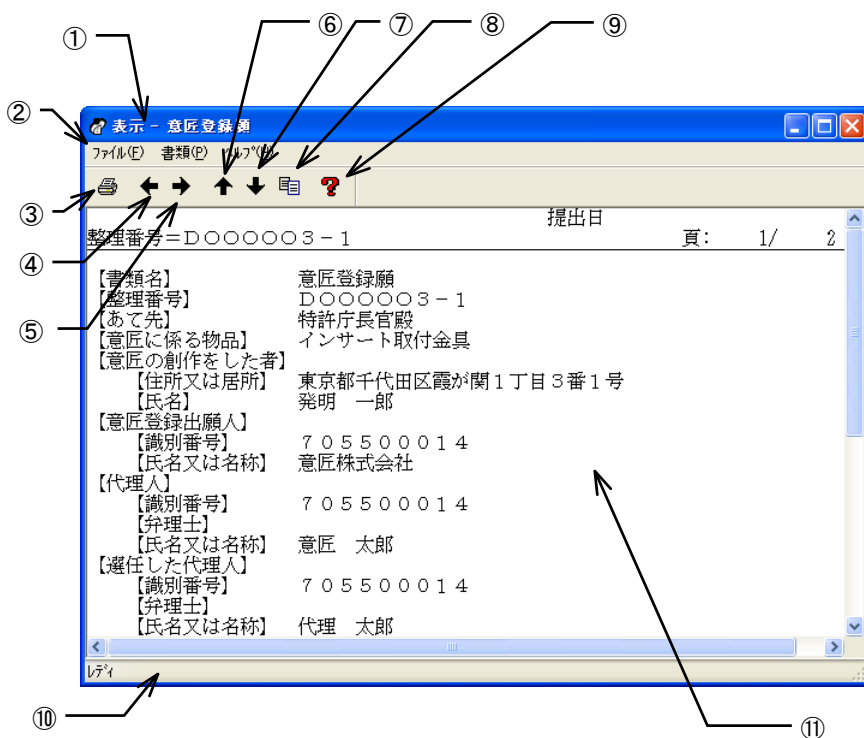 ⑥ ⑦ ⑧ ⑨
①
②
表示 - 意匠登録願
ファイル(F) 書類(P) ヘルプ(H)
③
提出日
整理番号=D000003-1 頁: 1/ 2
④
【書類名】 意匠登録願
【整理番号】 D000003-1
【あて先】 特許庁長官殿
⑤
【意匠に係る物品】 インサート取付金具
【意匠の創作をした者】
【住所又は居所】 東京都千代田区霞が関1丁目3番1号
【氏名】 発明 一郎
【意匠登録出願人】
【識別番号】 705500014
【氏名又は名称】 意匠株式会社
【代理人】
【識別番号】 705500014
【弁理士】
【氏名又は名称】 意匠 太郎
【選任した代理人】
【識別番号】 705500014
【弁理士】
【氏名又は名称】 代理 太郎
レディ
⑩ ⑪